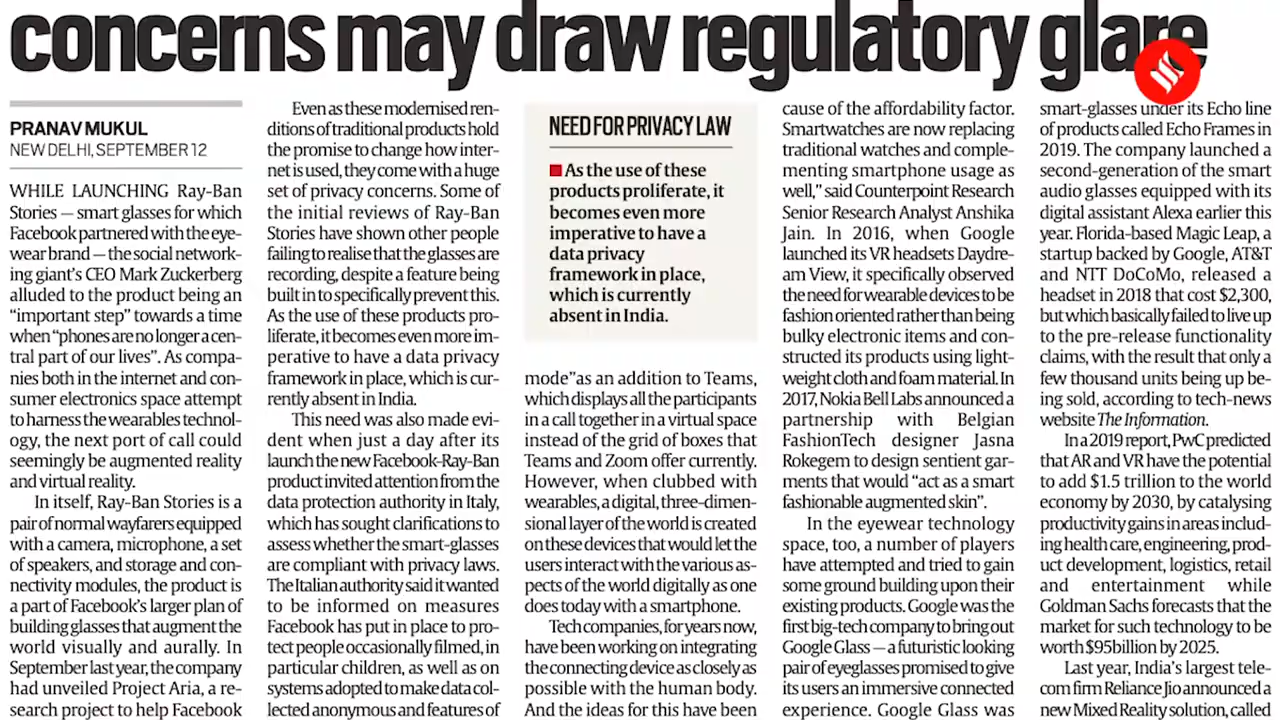 concerns may draw regulatory glare
PRANAV MUKUL
NEW DELHI, SEPTEMBER 12
WHILE LAUNCHING Ray-Ban
Stories — smart glasses for which
Facebook partnered with the eye-
wear brand — the social network-
ing giant's CEO Mark Zuckerberg
alluded to the product being an
"important step" towards a time
when "phones are no longer a cen-
tral part of our lives". As compa-
nies both in the internet and con-
sumer electronics space attempt
to harness the wearables technol-
ogy, the next port of call could
seemingly be augmented reality
and virtual reality.
In itself, Ray-Ban Stories is a
pair of normal wayfarers equipped
with a camera, microphone, a set
of speakers, and storage and con-
nectivity modules, the product is
a part of Facebook's larger plan of
building glasses that augment the
world visually and aurally. In
September last year, the company
had unveiled Project Aria, a re-
search project to help Facebook
Even as these modernised ren-
ditions of traditional products hold
the promise to change how inter-
net is used, they come with a huge
set of privacy concerns. Some of
the initial reviews of Ray-Ban
Stories have shown other people
failing to realise that the glasses are
recording, despite a feature being
built in to specifically prevent this.
As the use of these products pro-
liferate, it becomes even more im-
perative to have a data privacy
framework in place, which is cur-
rently absent in India.
This need was also made evi-
dent when just a day after its
launch the new Facebook-Ray-Ban
product invited attention from the
data protection authority in Italy,
which has sought clarifications to
assess whether the smart-glasses
are compliant with privacy laws.
The Italian authority said it wanted
to be informed on measures
Facebook has put in place to pro-
tect people occasionally filmed, in
particular children, as well as on
systems adopted to make data col-
lected anonymous and features of
NEED FOR PRIVACY LAW
■ As the use of these
products proliferate, it
becomes even more
imperative to have a
data privacy
framework in place,
which is currently
absent in India.
mode" as an addition to Teams,
which displays all the participants
in a call together in a virtual space
instead of the grid of boxes that
Teams and Zoom offer currently.
However, when clubbed with
wearables, a digital, three-dimen-
sional layer of the world is created
on these devices that would let the
users interact with the various as-
pects of the world digitally as one
does today with a smartphone.
Tech companies, for years now,
have been working on integrating
the connecting device as closely as
possible with the human body.
And the ideas for this have been
cause of the affordability factor.
Smartwatches are now replacing
traditional watches and comple-
menting smartphone usage as
well," said Counterpoint Research
Senior Research Analyst Anshika
Jain. In 2016, when Google
launched its VR headsets Daydre-
am View, it specifically observed
the need for wearable devices to be
fashion oriented rather than being
bulky electronic items and con-
structed its products using light-
weight cloth and foam material. In
2017, Nokia Bell Labs announced a
partnership with Belgian
FashionTech designer Jasna
Rokegem to design sentient gar-
ments that would "act as a smart
fashionable augmented skin".
In the eyewear technology
space, too, a number of players
have attempted and tried to gain
some ground building upon their
existing products. Google was the
first big-tech company to bring out
Google Glass — a futuristic looking
pair of eyeglasses promised to give
its users an immersive connected
experience. Google Glass was
smart-glasses under its Echo line
of products called Echo Frames in
2019. The company launched a
second-generation of the smart
audio glasses equipped with its
digital assistant Alexa earlier this
year. Florida-based Magic Leap, a
startup backed by Google, AT&T
and NTT DoCoMo, released a
headset in 2018 that cost $2,300,
but which basically failed to live up
to the pre-release functionality
claims, with the result that only a
few thousand units being up be-
ing sold, according to tech-news
website The Information.
In a 2019 report, PwC predicted
that AR and VR have the potential
to add $1.5 trillion to the world
economy by 2030, by catalysing
productivity gains in areas includ-
ing health care, engineering, prod-
uct development, logistics, retail
and entertainment while
Goldman Sachs forecasts that the
market for such technology to be
worth $95billion by 2025.
Last year, India's largest tele-
com firm Reliance Jio announced a
new Mixed Reality solution, called